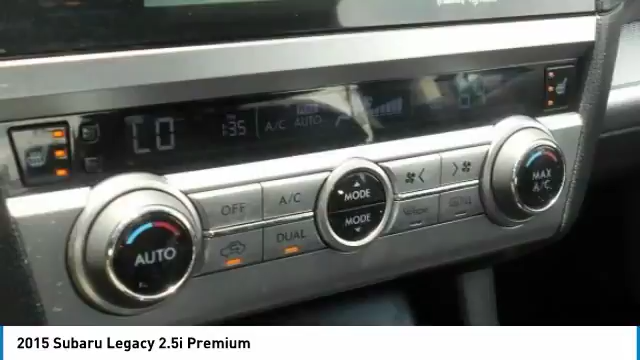 LO
1:35
A/C AUTO
OFF
A/C
MODE
MAX
A/C
AUTO
DUAL
MODE
2015 Subaru Legacy 2.5i Premium